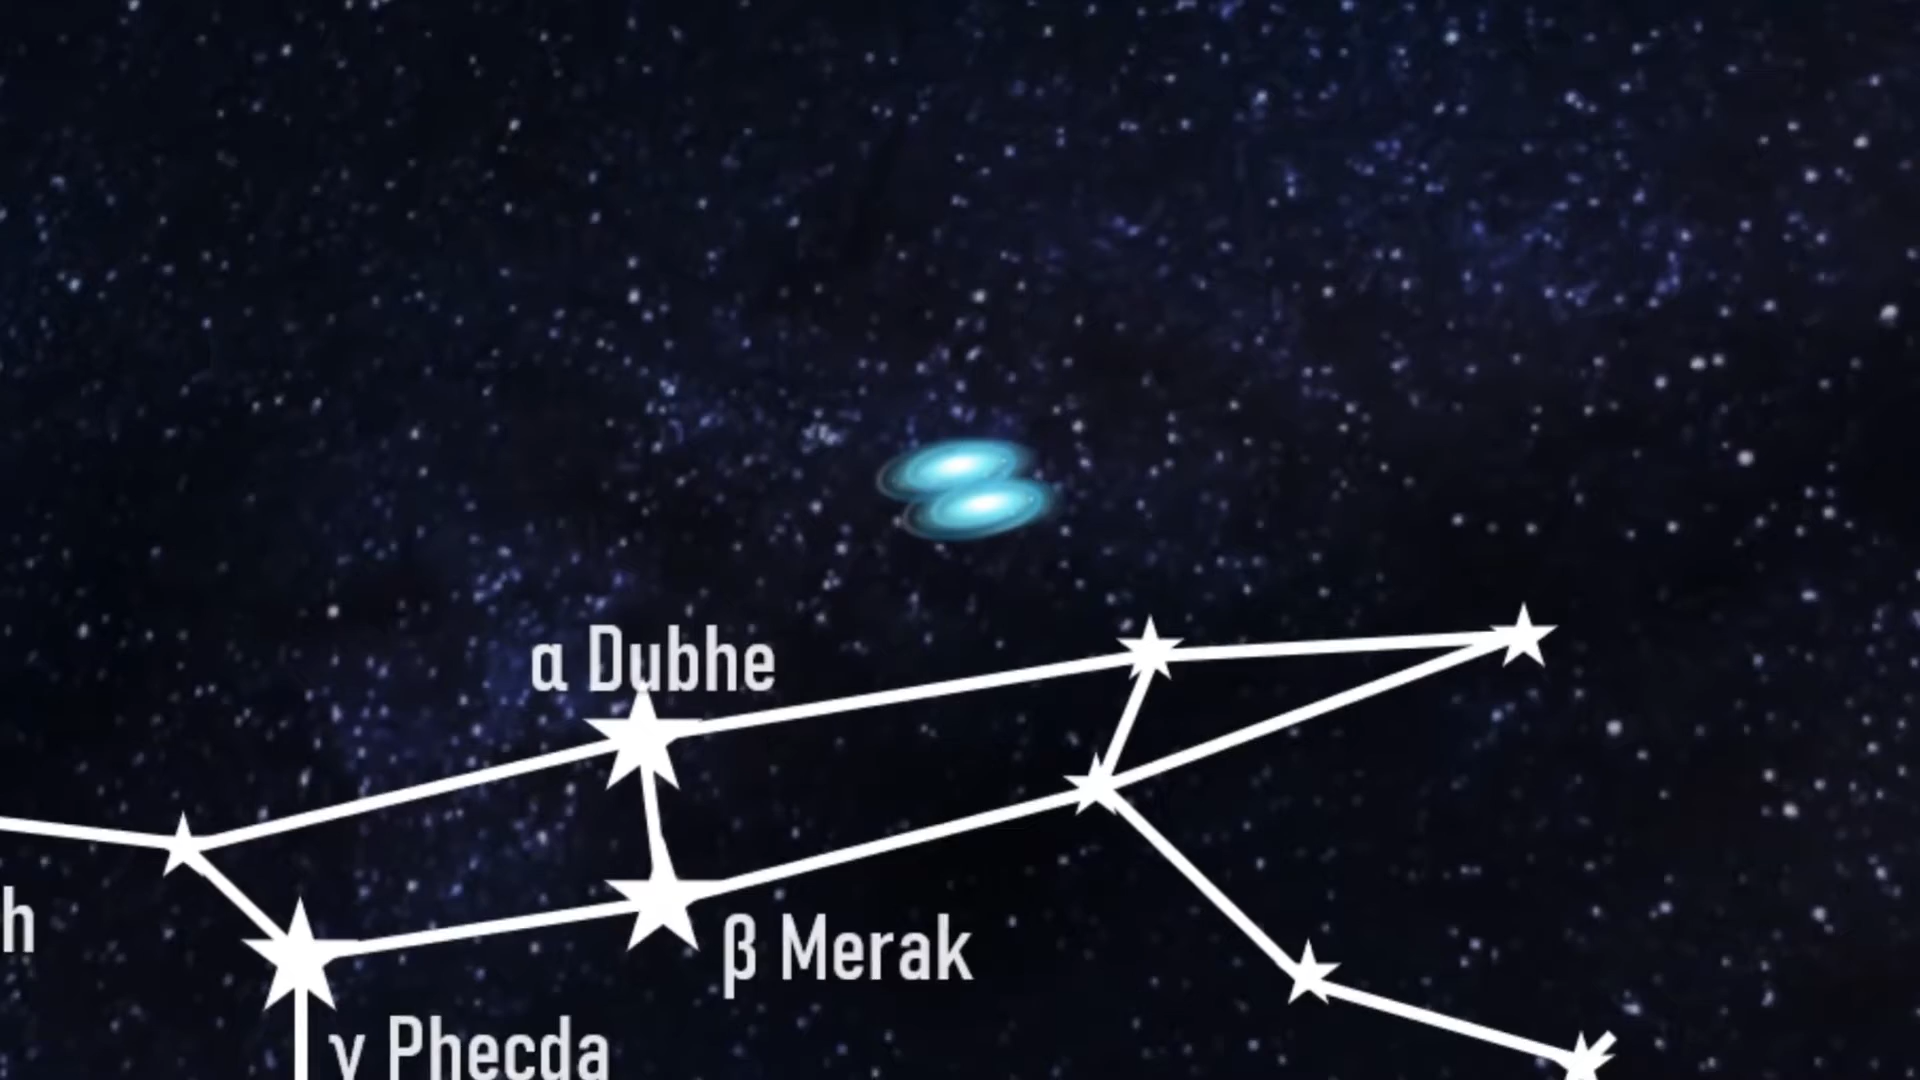 α Dubhe
h
β Merak
γ Phecda